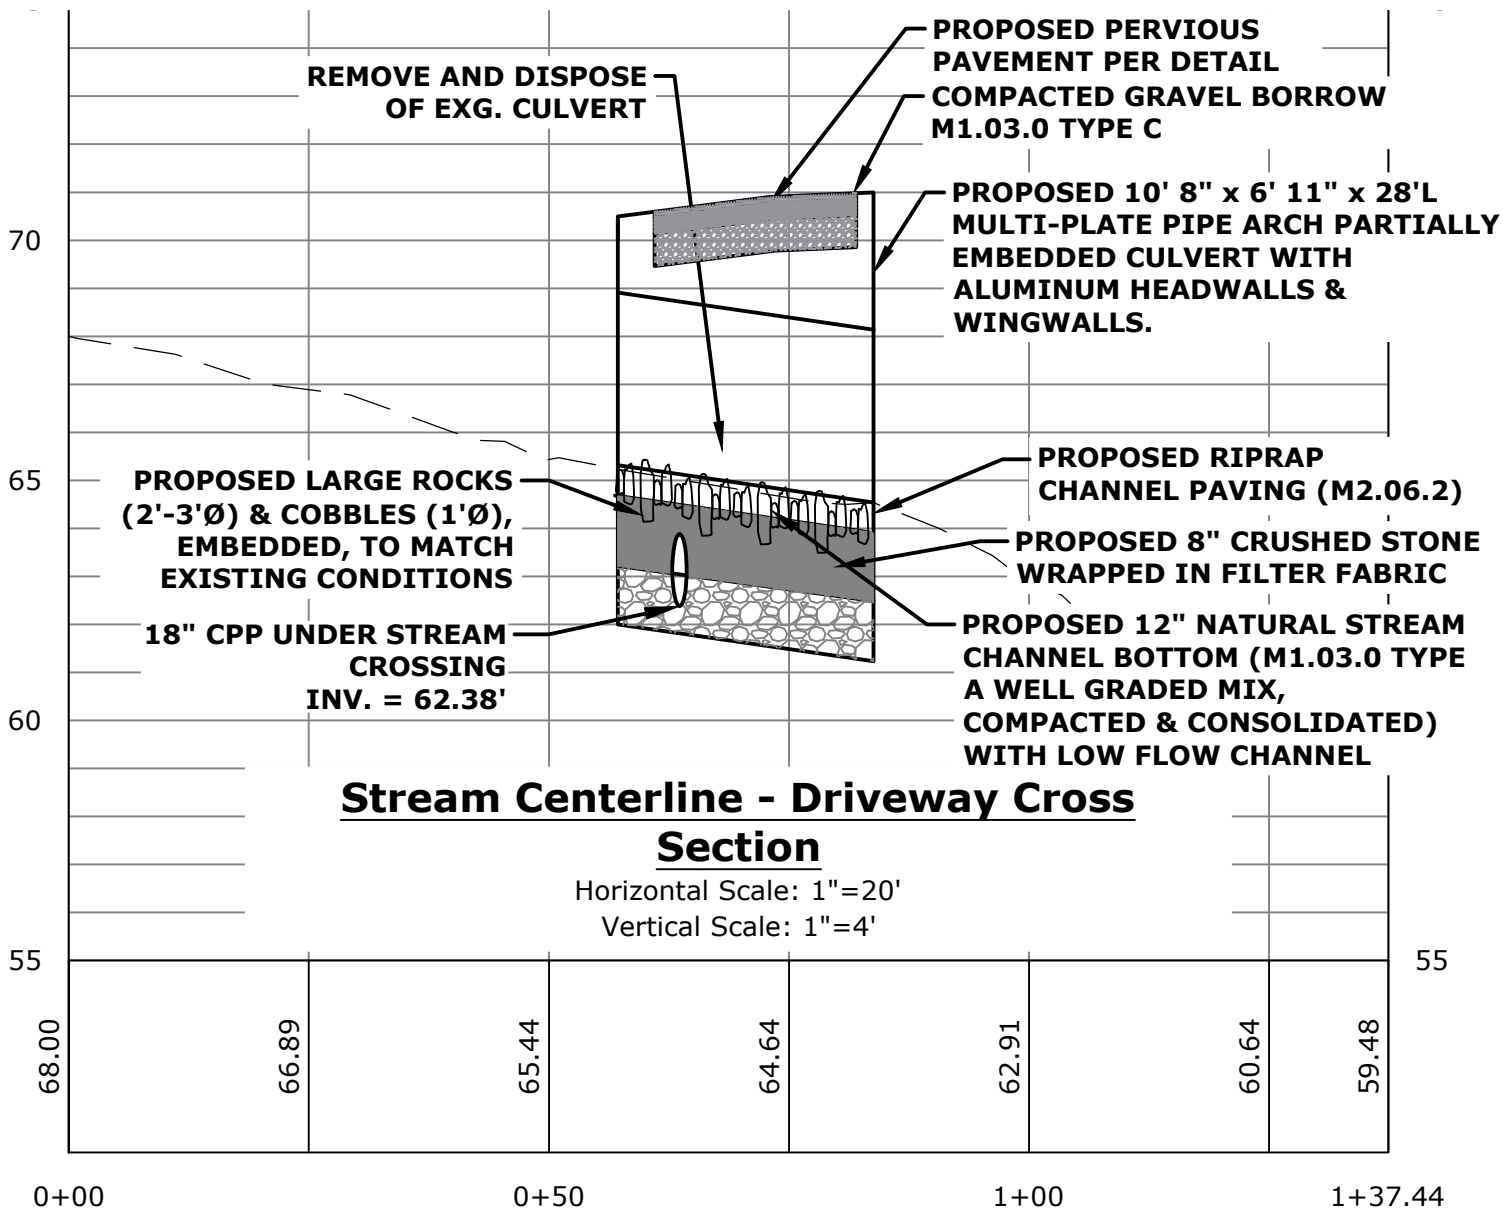 PROPOSED PERVIOUS
PAVEMENT PER DETAIL
REMOVE AND DISPOSE
OF EXG. CULVERT
COMPACTED GRAVEL BORROW
M1.03.0 TYPE C
PROPOSED 10' 8" x 6' 11" x 28'L
MULTI-PLATE PIPE ARCH PARTIALLY
EMBEDDED CULVERT WITH
ALUMINUM HEADWALLS &
WINGWALLS.
70
65
60
55
55
PROPOSED LARGE ROCKS
(2'-3'Ø) & COBBLES (1'Ø),
EMBEDDED, TO MATCH
EXISTING CONDITIONS
PROPOSED RIPRAP
CHANNEL PAVING (M2.06.2)
PROPOSED 8" CRUSHED STONE
WRAPPED IN FILTER FABRIC
18" CPP UNDER STREAM
CROSSING
INV. = 62.38'
PROPOSED 12" NATURAL STREAM
CHANNEL BOTTOM (M1.03.0 TYPE
A WELL GRADED MIX,
COMPACTED & CONSOLIDATED)
WITH LOW FLOW CHANNEL
Stream Centerline - Driveway Cross
Section
Horizontal Scale: 1"=20'
Vertical Scale: 1"=4'
68.00
66.89
65.44
64.64
62.91
60.64
59.48
0+00
0+50
1+00
1+37.44